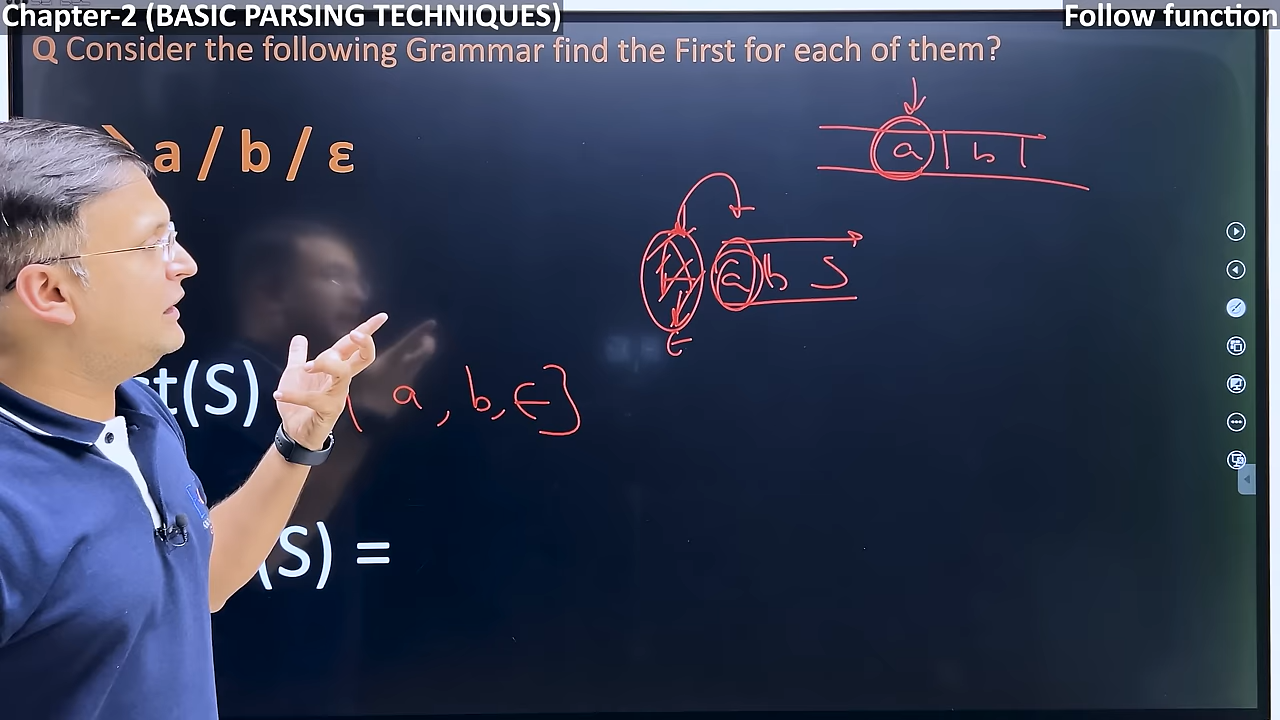 Chapter-2 (BASIC PARSING TECHNIQUES)
Follow function
Q Consider the following Grammar find the First for each of them?
a / b / ε
a | b |
A a b S
ε
t(S)
a , b, ε }
(S) =